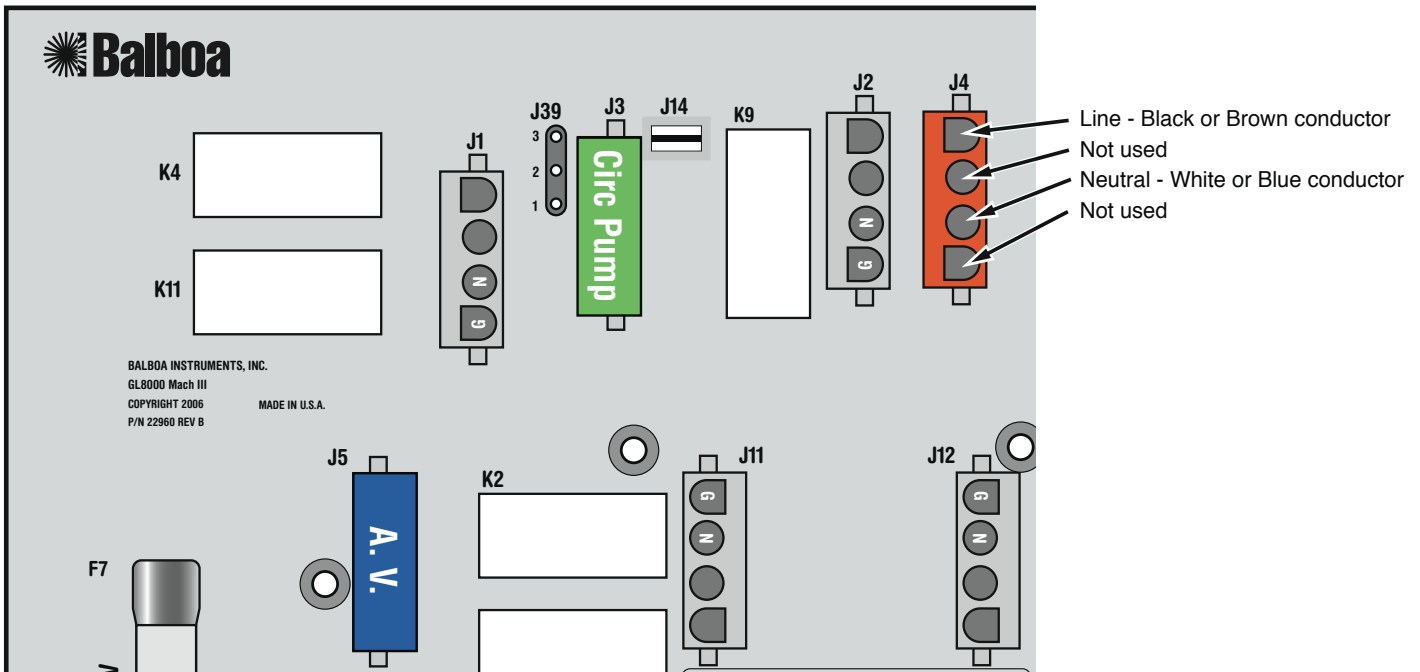 Balboa
J2
J4
J39
J3
J14
K9
Line - Black or Brown conductor
3
Not used
J1
K4
2
Circ Pump
Neutral - White or Blue conductor
1
Not used
N
G
K11
N
G
BALBOA INSTRUMENTS, INC.
GL8000 Mach III
COPYRIGHT 2006 MADE IN U.S.A.
P/N 22960 REV B
J5
J11
J12
K2
G
G
N
N
A. V.
F7